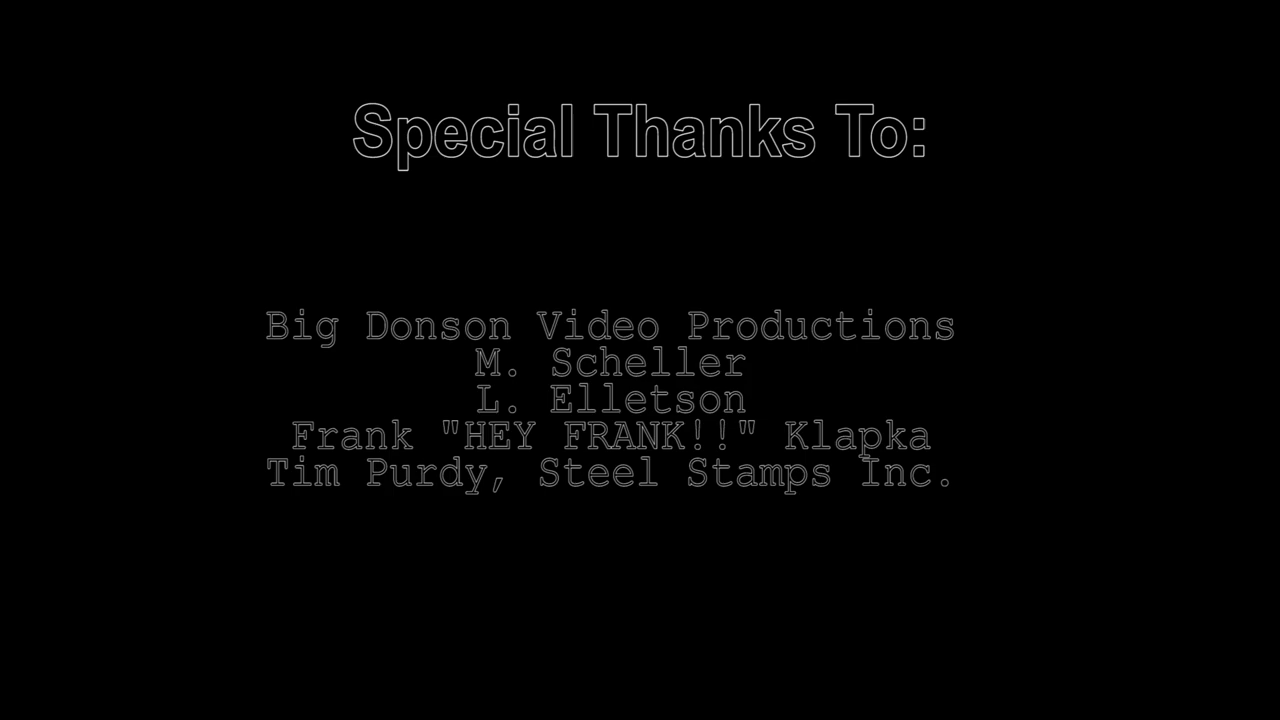 Special Thanks To:
Big Donson Video Productions
M. Scheller
L. Elletson
Frank "HEY FRANK!!" Klapka
Tim Purdy, Steel Stamps Inc.